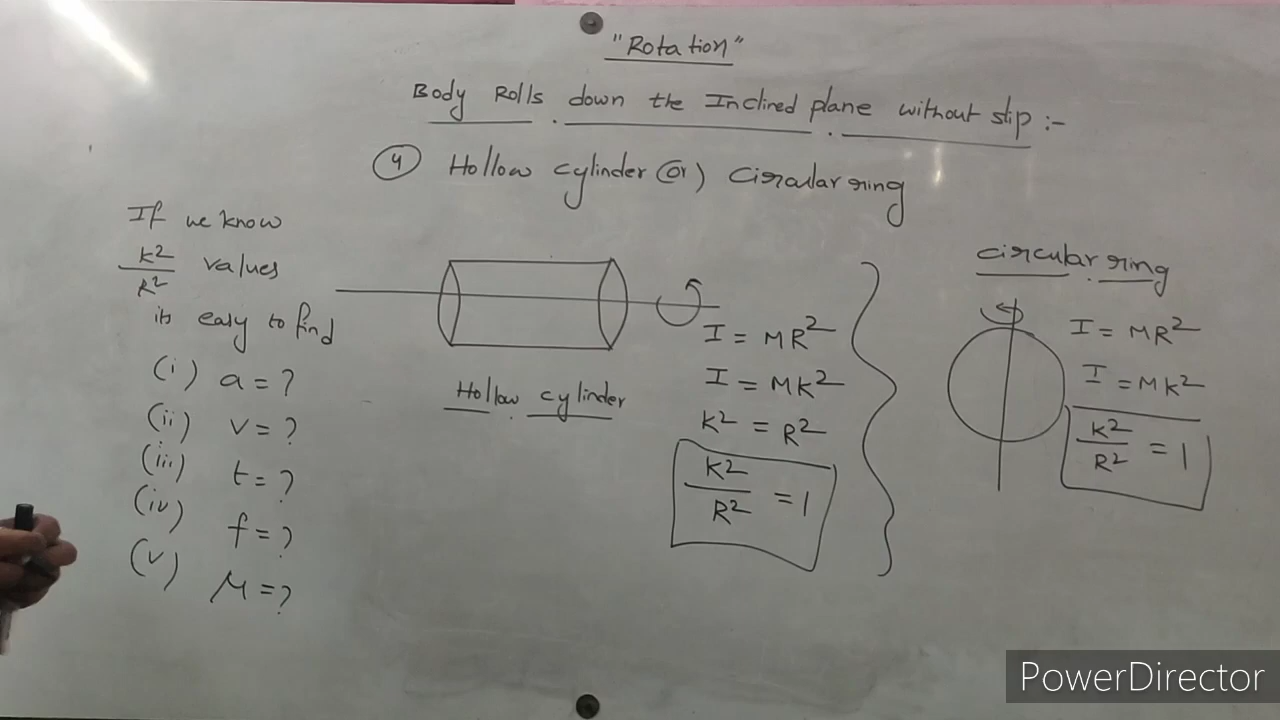 "Rotation"
Body Rolls down the Inclined plane without slip :-
(4) Hollow cylinder (or) Circular ring
If we know
K²/R² values
is easy to find
(i) a = ?
(ii) v = ?
(iii) t = ?
(iv) f = ?
(v) μ = ?
Hollow cylinder
I = MR²
I = MK²
K² = R²
K²/R² = 1
circular ring
I = MR²
I = MK²
K²/R² = 1
PowerDirector